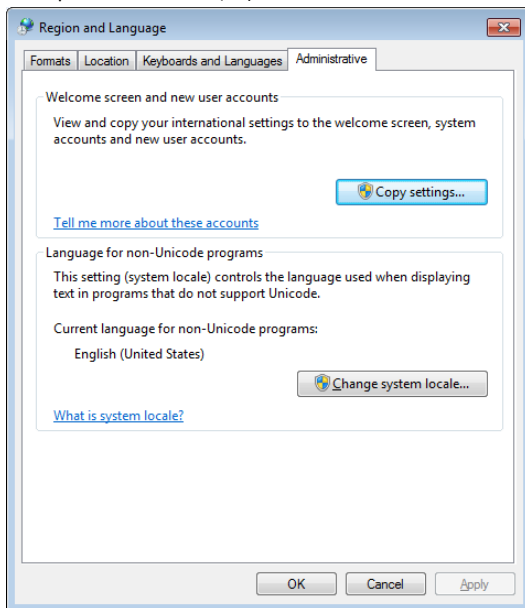 Region and Language
Formats Location Keyboards and Languages Administrative
Welcome screen and new user accounts
View and copy your international settings to the welcome screen, system
accounts and new user accounts.
Copy settings...
Tell me more about these accounts
Language for non-Unicode programs
This setting (system locale) controls the language used when displaying
text in programs that do not support Unicode.
Current language for non-Unicode programs:
English (United States)
Change system locale...
What is system locale?
OK Cancel Apply